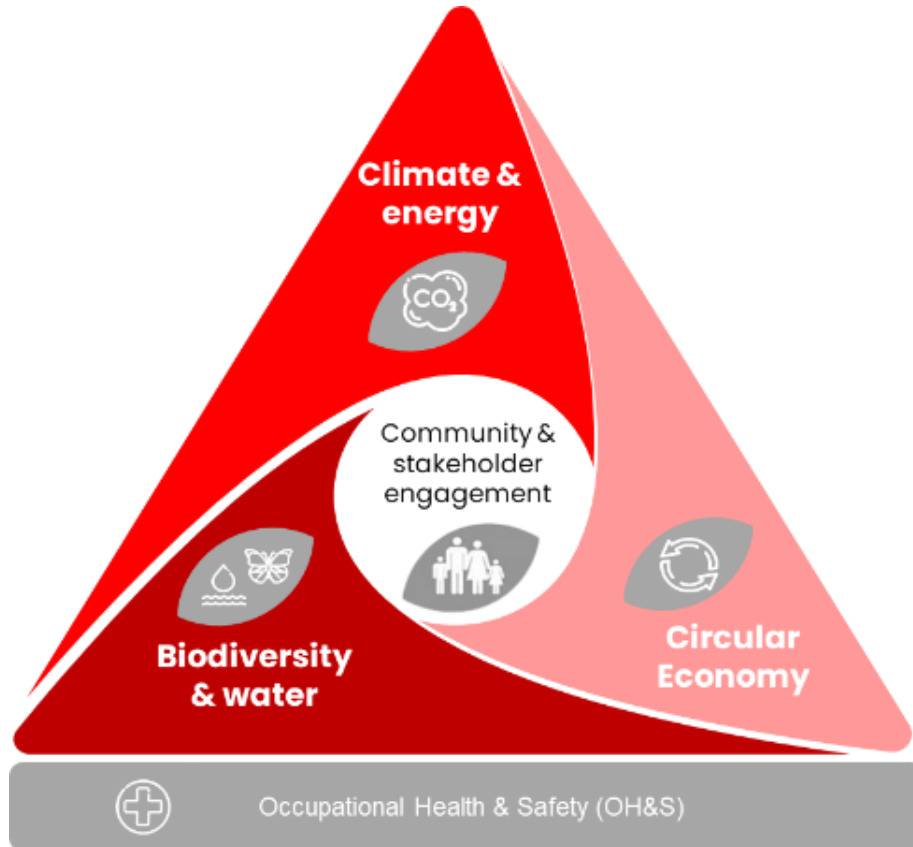 Climate &
energy
CO₂
Community &
stakeholder
engagement
Biodiversity
& water
Circular
Economy
Occupational Health & Safety (OH&S)